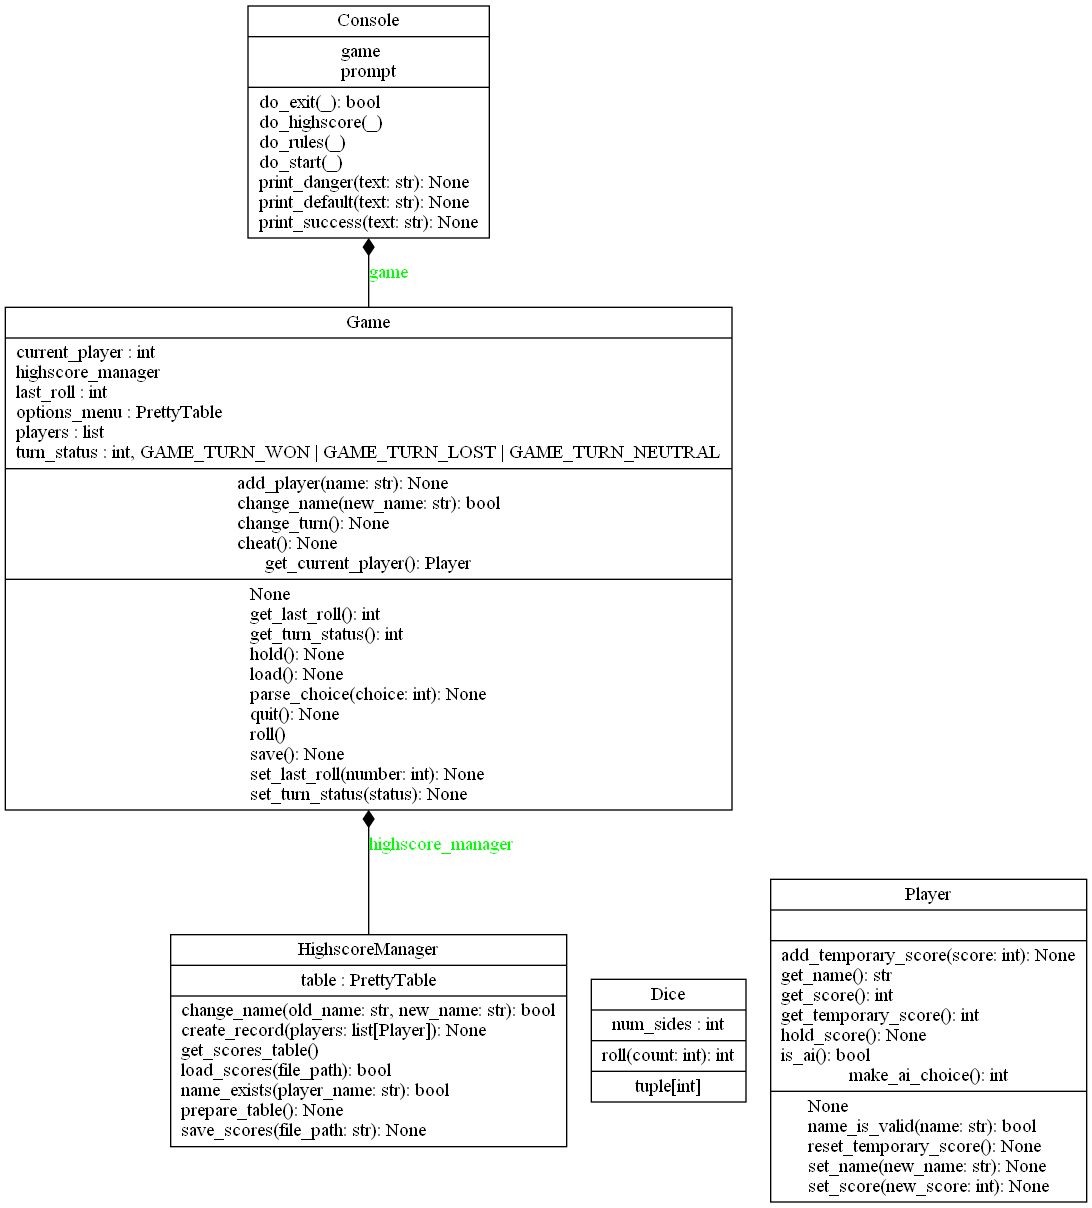 Console
game
prompt
do_exit(_): bool
do_highscore(_)
do_rules(_)
do_start(_)
print_danger(text: str): None
print_default(text: str): None
print_success(text: str): None
game
Game
current_player : int
highscore_manager
last_roll : int
options_menu : PrettyTable
players : list
turn_status : int, GAME_TURN_WON | GAME_TURN_LOST | GAME_TURN_NEUTRAL
add_player(name: str): None
change_name(new_name: str): bool
change_turn(): None
cheat(): None
get_current_player(): Player
None
get_last_roll(): int
get_turn_status(): int
hold(): None
load(): None
parse_choice(choice: int): None
quit(): None
roll()
save(): None
set_last_roll(number: int): None
set_turn_status(status): None
highscore_manager
HighscoreManager
table : PrettyTable
change_name(old_name: str, new_name: str): bool
create_record(players: list[Player]): None
get_scores_table()
load_scores(file_path): bool
name_exists(player_name: str): bool
prepare_table(): None
save_scores(file_path: str): None
Dice
num_sides : int
roll(count: int): int
tuple[int]
Player
add_temporary_score(score: int): None
get_name(): str
get_score(): int
get_temporary_score(): int
hold_score(): None
is_ai(): bool
make_ai_choice(): int
None
name_is_valid(name: str): bool
reset_temporary_score(): None
set_name(new_name: str): None
set_score(new_score: int): None